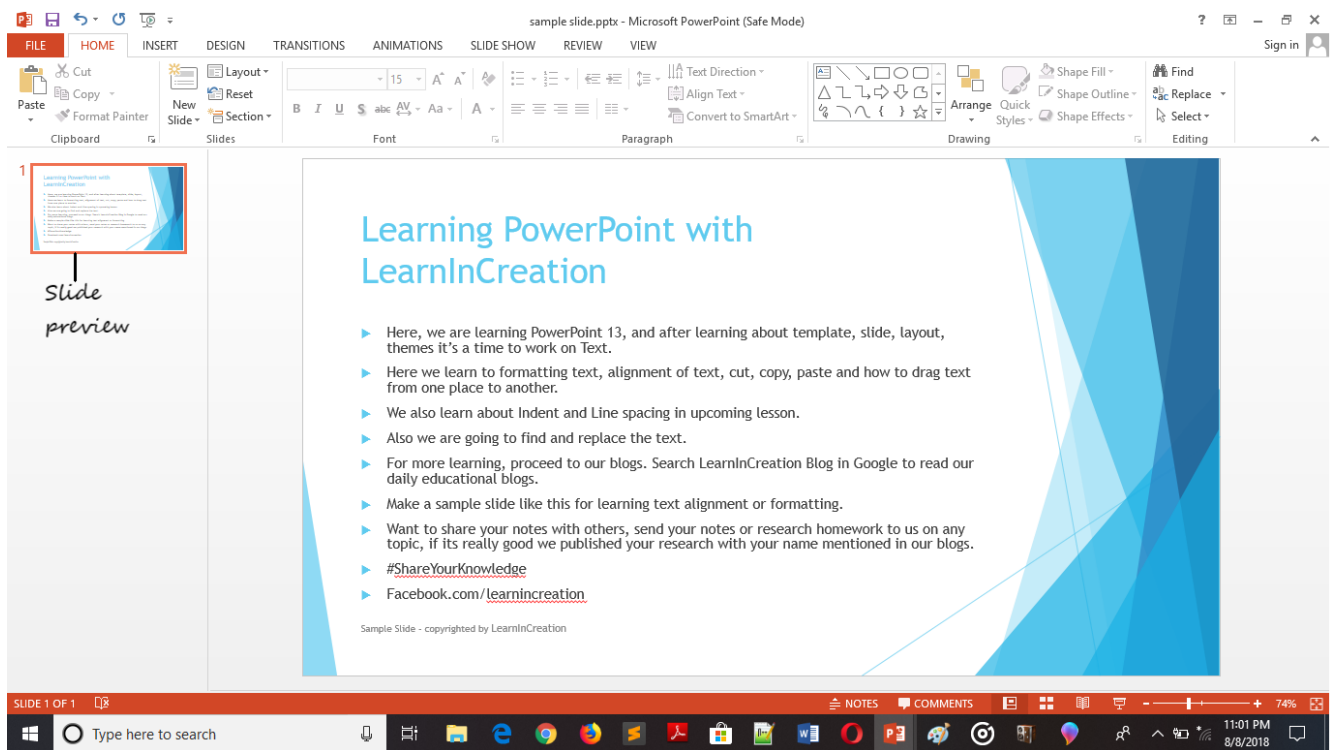 sample slide.pptx - Microsoft PowerPoint (Safe Mode)
FILE HOME INSERT DESIGN TRANSITIONS ANIMATIONS SLIDE SHOW REVIEW VIEW Sign in
Cut
Copy
Format Painter
Paste
Clipboard
New
Slide
Layout
Reset
Section
Slides
15
B I U S abc AV Aa A
Font
Text Direction
Align Text
Convert to SmartArt
Paragraph
Arrange
Quick
Styles
Shape Fill
Shape Outline
Shape Effects
Drawing
Find
Replace
Select
Editing
1
Slide
preview
Learning PowerPoint with
LearnInCreation
Here, we are learning PowerPoint 13, and after learning about template, slide, layout,
themes it's a time to work on Text.
Here we learn to formatting text, alignment of text, cut, copy, paste and how to drag text
from one place to another.
We also learn about Indent and Line spacing in upcoming lesson.
Also we are going to find and replace the text.
For more learning, proceed to our blogs. Search LearnInCreation Blog in Google to read our
daily educational blogs.
Make a sample slide like this for learning text alignment or formatting.
Want to share your notes with others, send your notes or research homework to us on any
topic, if its really good we published your research with your name mentioned in our blogs.
#ShareYourKnowledge
Facebook.com/learnincreation
Sample Slide - copyrighted by LearnInCreation
SLIDE 1 OF 1 NOTES COMMENTS 74%
Type here to search
11:01 PM
8/8/2018